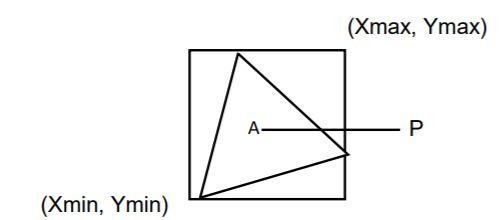 (Xmax, Ymax)
A
P
(Xmin, Ymin)